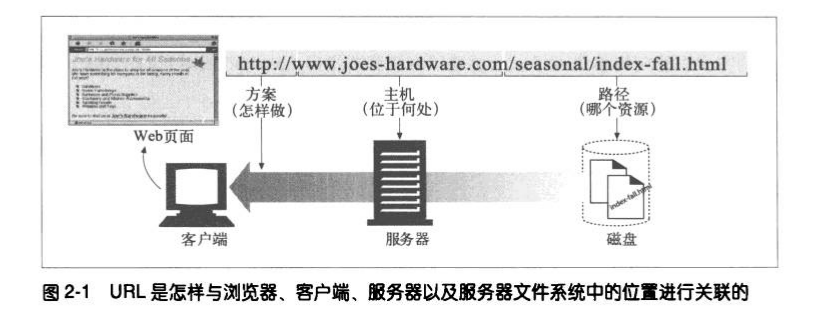 Joe's Hardware for All Seasons
http://www.joes-hardware.com/seasonal/index-fall.html
方案
(怎样做)
主机
(位于何处)
路径
(哪个资源)
Web页面
index-fall.html
客户端
服务器
磁盘
图 2-1 URL 是怎样与浏览器、客户端、服务器以及服务器文件系统中的位置进行关联的